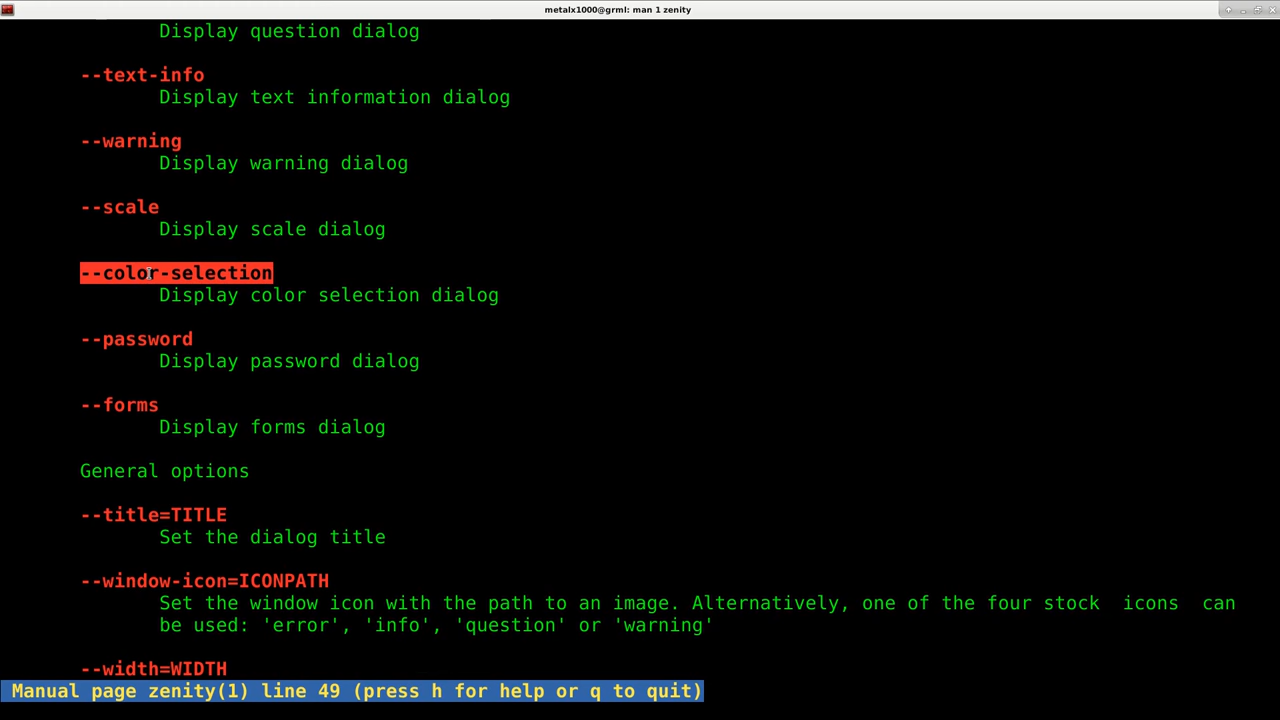 metalx1000@grml: man 1 zenity
Display question dialog
--text-info
Display text information dialog
--warning
Display warning dialog
--scale
Display scale dialog
--color-selection
Display color selection dialog
--password
Display password dialog
--forms
Display forms dialog
General options
--title=TITLE
Set the dialog title
--window-icon=ICONPATH
Set the window icon with the path to an image. Alternatively, one of the four stock  icons  can
be used: 'error', 'info', 'question' or 'warning'
--width=WIDTH
Manual page zenity(1) line 49 (press h for help or q to quit)